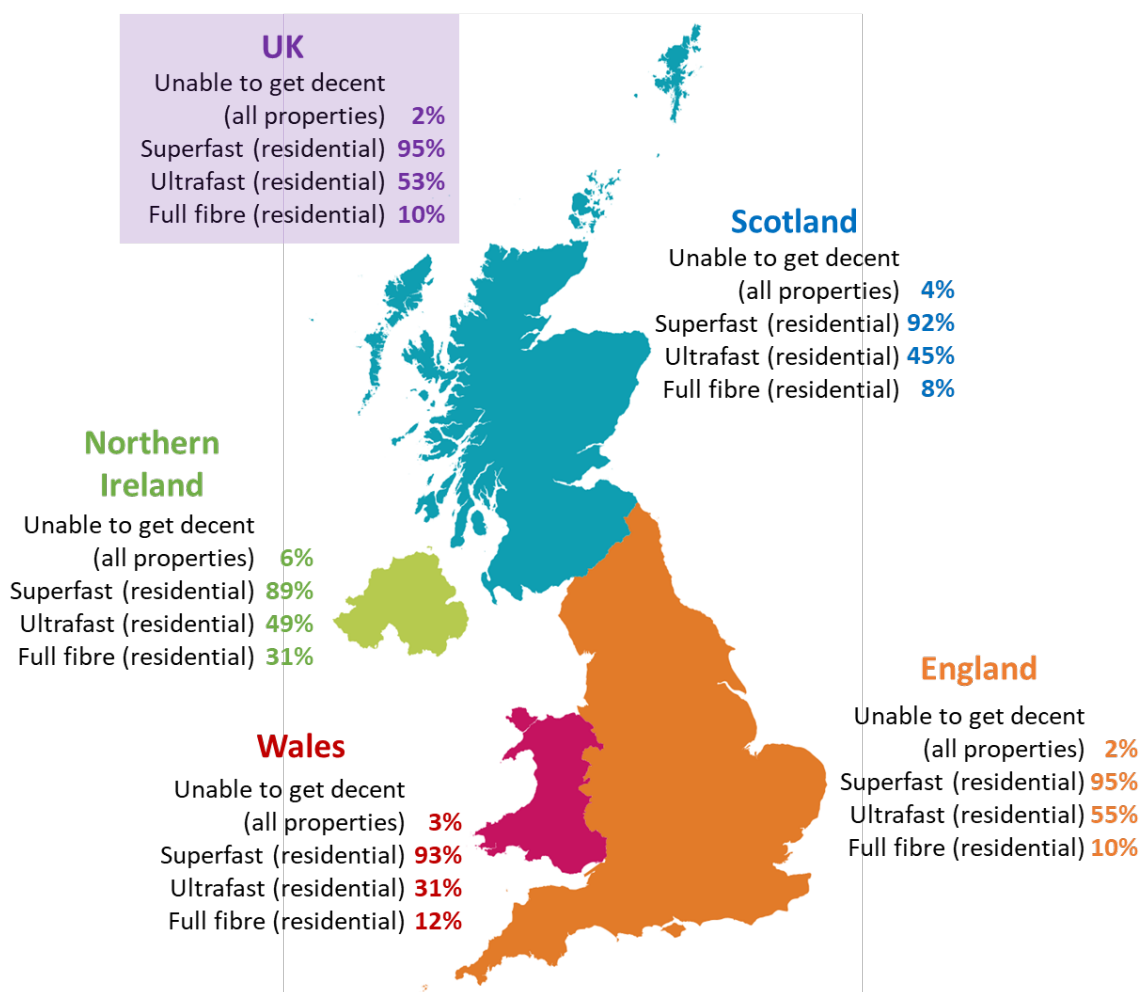 UK
Unable to get decent
(all properties) 2%
Superfast (residential) 95%
Ultrafast (residential) 53%
Full fibre (residential) 10%
Scotland
Unable to get decent
(all properties) 4%
Superfast (residential) 92%
Ultrafast (residential) 45%
Full fibre (residential) 8%
Northern
Ireland
Unable to get decent
(all properties) 6%
Superfast (residential) 89%
Ultrafast (residential) 49%
Full fibre (residential) 31%
England
Unable to get decent
(all properties) 2%
Superfast (residential) 95%
Ultrafast (residential) 55%
Full fibre (residential) 10%
Wales
Unable to get decent
(all properties) 3%
Superfast (residential) 93%
Ultrafast (residential) 31%
Full fibre (residential) 12%